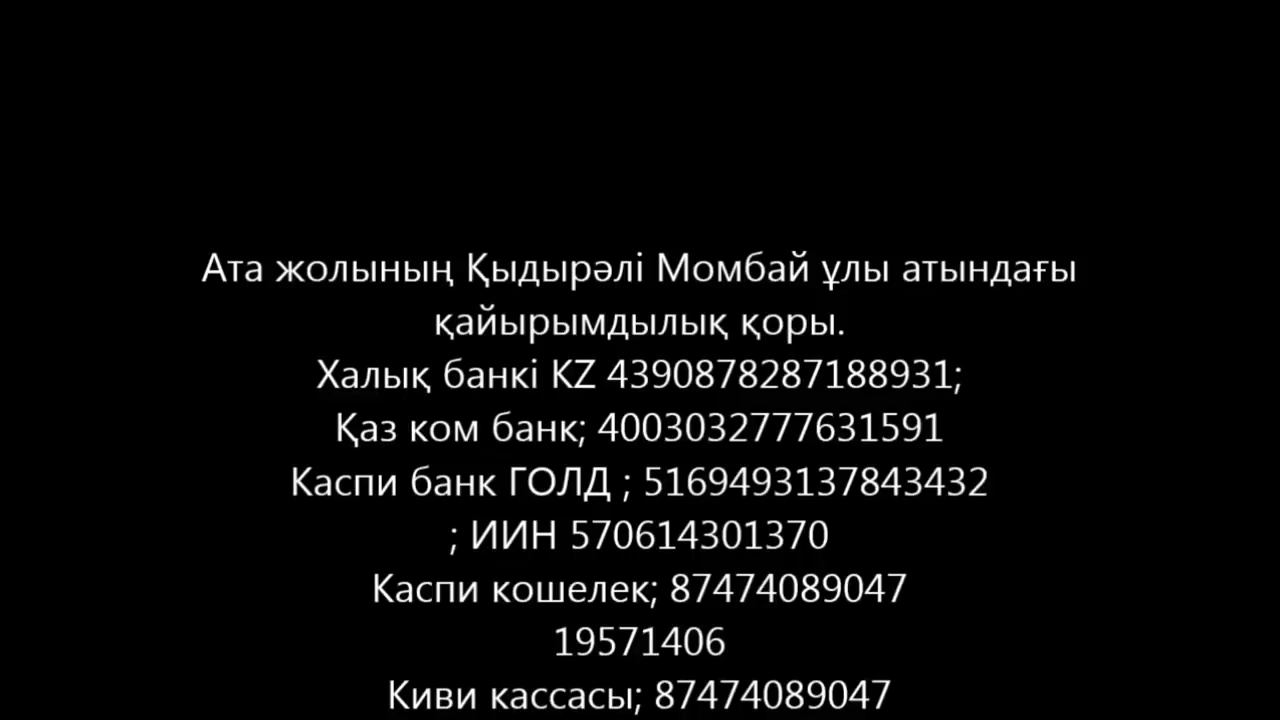 Ата жолының Қыдырәлі Момбай ұлы атындағы
қайырымдылық қоры.
Халық банкі KZ 4390878287188931;
Қаз ком банк; 4003032777631591
Каспи банк ГОЛД ; 5169493137843432
; ИИН 570614301370
Каспи кошелек; 87474089047
19571406
Киви кассасы; 87474089047